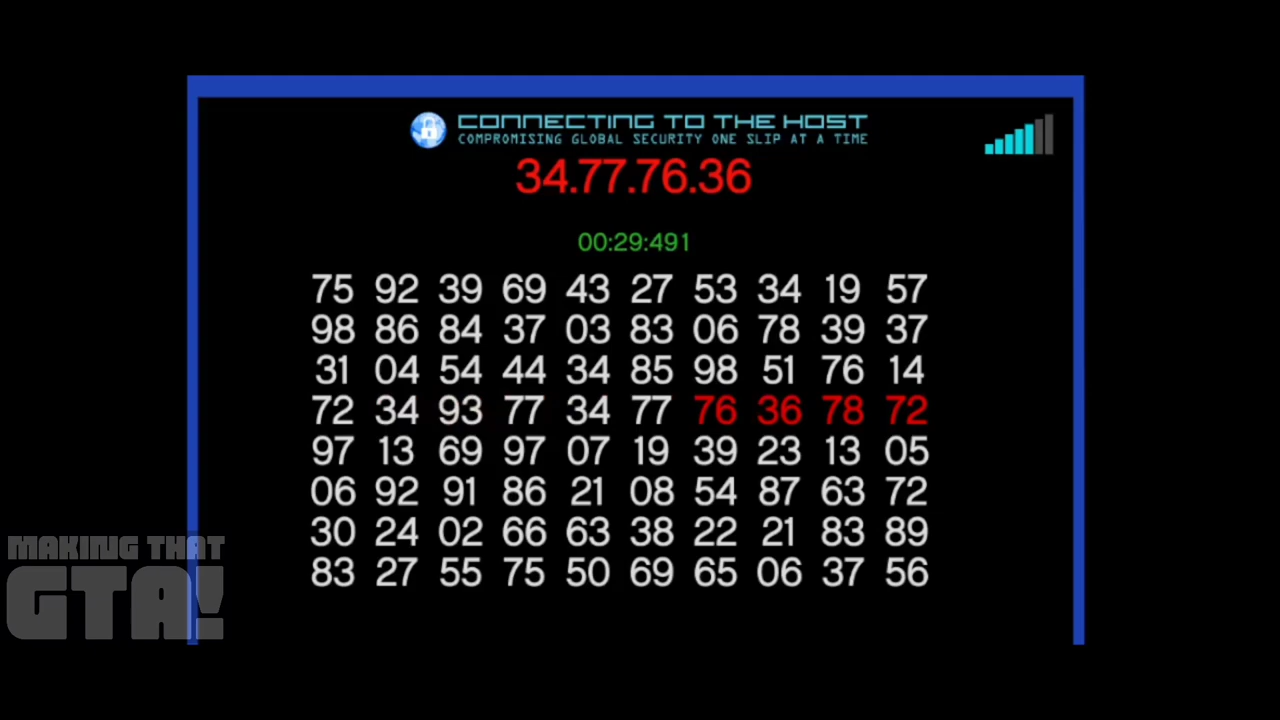 CONNECTING TO THE HOST
COMPROMISING GLOBAL SECURITY ONE SLIP AT A TIME
34.77.76.36
00:29:491
75 92 39 69 43 27 53 34 19 57
98 86 84 37 03 83 06 78 39 37
31 04 54 44 34 85 98 51 76 14
72 34 93 77 34 77 76 36 78 72
97 13 69 97 07 19 39 23 13 05
06 92 91 86 21 08 54 87 63 72
30 24 02 66 63 38 22 21 83 89
83 27 55 75 50 69 65 06 37 56
MAKING THAT
GTA!